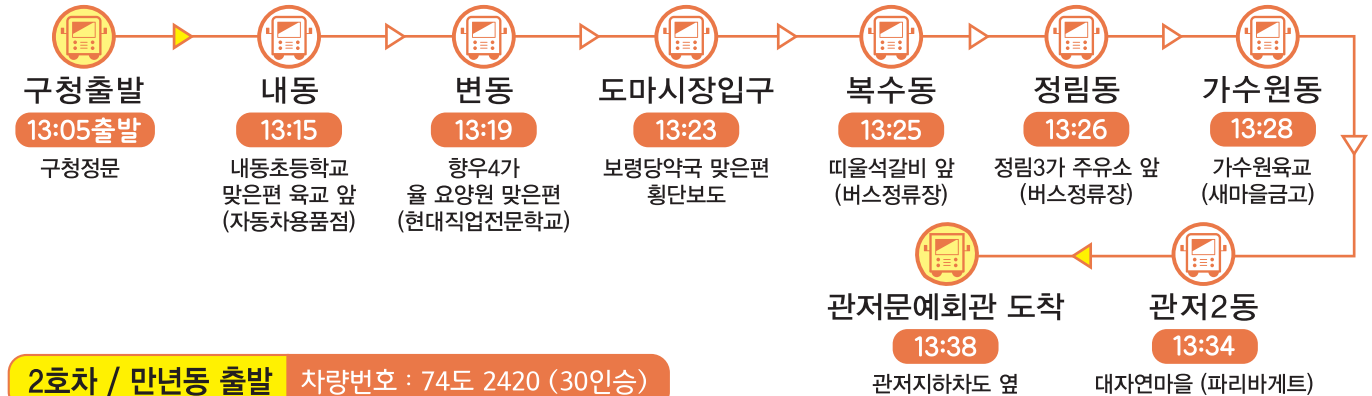 구청출발
13:05출발
구청정문
내동
13:15
내동초등학교
맞은편 육교 앞
(자동차용품점)
변동
13:19
향우4가
율 요양원 맞은편
(현대직업전문학교)
도마시장입구
13:23
보령당약국 맞은편
횡단보도
복수동
13:25
띠울석갈비 앞
(버스정류장)
정림동
13:26
정림3가 주유소 앞
(버스정류장)
가수원동
13:28
가수원육교
(새마을금고)
관저2동
13:34
대자연마을 (파리바게트)
관저문예회관 도착
13:38
관저지하차도 옆
2호차 / 만년동 출발
차량번호 : 74도 2420 (30인승)